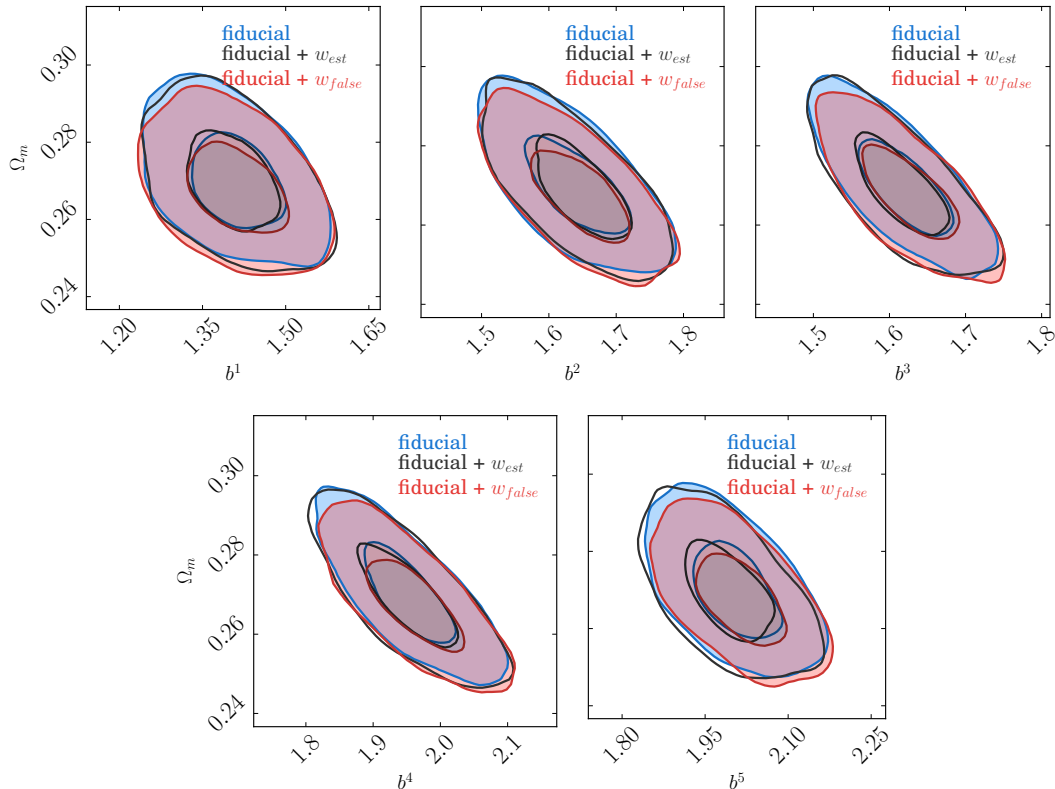 fiducial
fiducial + w_est
fiducial + w_false
0.30
0.28
0.26
0.24
Ω_m
1.20
1.35
1.50
1.65
b^1
fiducial
fiducial + w_est
fiducial + w_false
1.5
1.6
1.7
1.8
b^2
fiducial
fiducial + w_est
fiducial + w_false
1.5
1.6
1.7
1.8
b^3
fiducial
fiducial + w_est
fiducial + w_false
0.30
0.28
0.26
0.24
Ω_m
1.8
1.9
2.0
2.1
b^4
fiducial
fiducial + w_est
fiducial + w_false
1.80
1.95
2.10
2.25
b^5